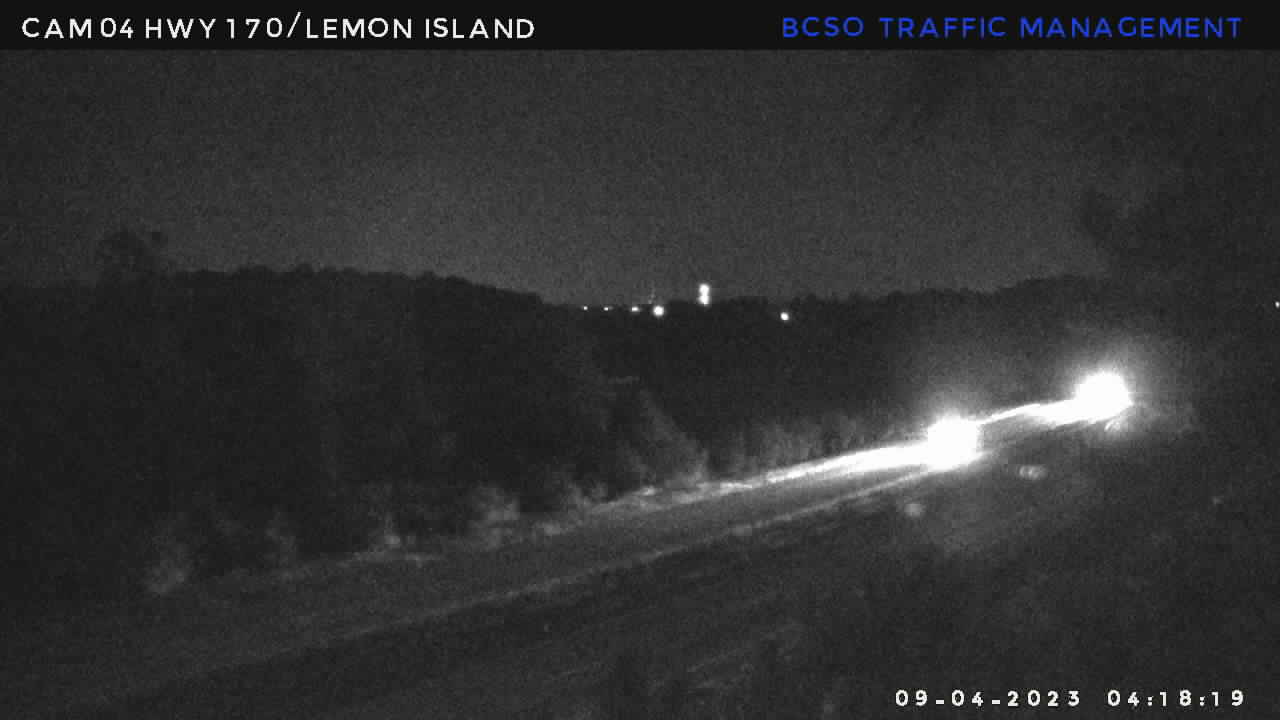 CAM04 HWY 170/LEMON ISLAND
BCSO TRAFFIC MANAGEMENT
09-04-2023 04:18:19